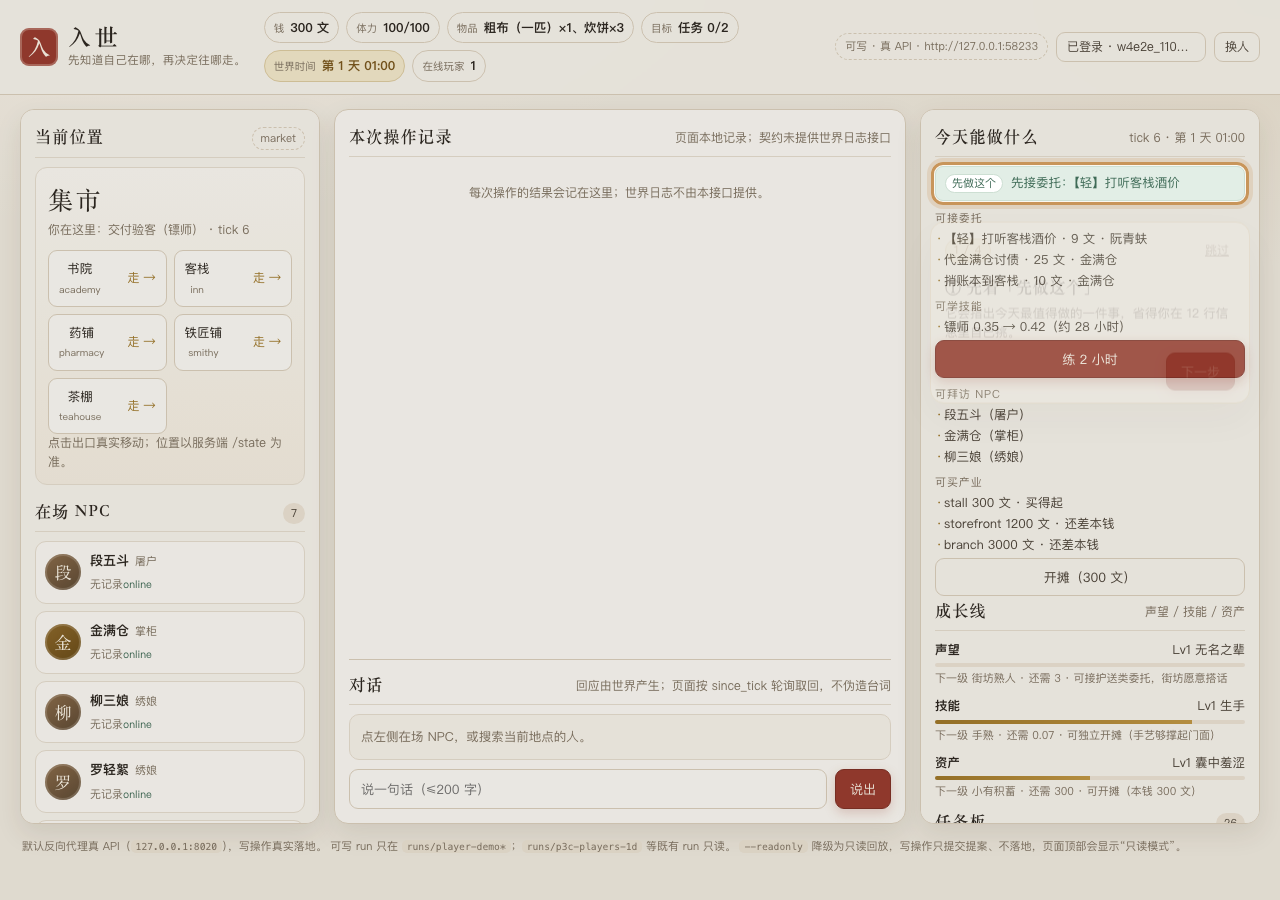 入
入世
先知道自己在哪，再决定往哪走。
钱 300 文
体力 100/100
物品 粗布（一匹）×1、炊饼×3
目标 任务 0/2
世界时间 第 1 天 01:00
在线玩家 1
可写 · 真 API · http://127.0.0.1:58233
已登录 · w4e2e_110…
换人
当前位置
market
集市
你在这里：交付验客（镖师） · tick 6
书院
academy
走 →
客栈
inn
走 →
药铺
pharmacy
走 →
铁匠铺
smithy
走 →
茶棚
teahouse
走 →
点击出口真实移动；位置以服务端 /state 为
准。
在场 NPC
7
段
段五斗 屠户
无记录online
金
金满仓 掌柜
无记录online
柳
柳三娘 绣娘
无记录online
罗
罗轻絮 绣娘
无记录online
本次操作记录
页面本地记录；契约未提供世界日志接口
每次操作的结果会记在这里；世界日志不由本接口提供。
对话
回应由世界产生；页面按 since_tick 轮询取回，不伪造台词
点左侧在场 NPC，或搜索当前地点的人。
说一句话（≤200 字）
说出
今天能做什么
tick 6 · 第 1 天 01:00
先做这个 先接委托：【轻】打听客栈酒价
可接委托
· 【轻】打听客栈酒价 · 9 文 · 阮青蚨
跳过
· 代金满仓讨债 · 25 文 · 金满仓
· 捎账本到客栈 · 10 文 · 金满仓
① 先看「先做这个」
可学技能
· 镖师 0.35 → 0.42（约 28 小时）
练 2 小时
下一步
可拜访 NPC
· 段五斗（屠户）
· 金满仓（掌柜）
· 柳三娘（绣娘）
可买产业
· stall 300 文 · 买得起
· storefront 1200 文 · 还差本钱
· branch 3000 文 · 还差本钱
开摊（300 文）
成长线
声望 / 技能 / 资产
声望
Lv1 无名之辈
下一级 街坊熟人 · 还需 3 · 可接护送类委托，街坊愿意搭话
技能
Lv1 生手
下一级 手熟 · 还需 0.07 · 可独立开摊（手艺够撑起门面）
资产
Lv1 囊中羞涩
下一级 小有积蓄 · 还需 300 · 可开摊（本钱 300 文）
任务板
26
默认反向代理真 API（ 127.0.0.1:8020 ），写操作真实落地。 可写 run 只在 runs/player-demo* ； runs/p3c-players-1d 等既有 run 只读。 --readonly 降级为只读回放，写操作只提交提案、不落地，页面顶部会显示“只读模式”。